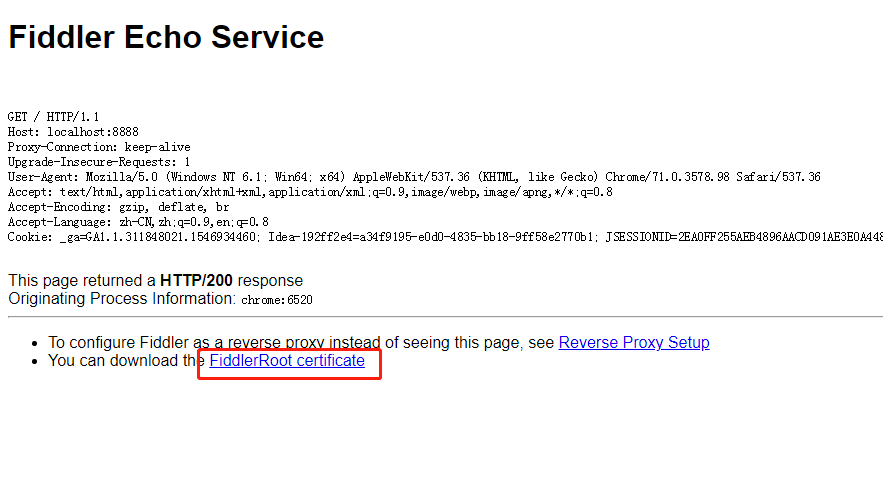 Fiddler Echo Service
GET / HTTP/1.1
Host: localhost:8888
Proxy-Connection: keep-alive
Upgrade-Insecure-Requests: 1
User-Agent: Mozilla/5.0 (Windows NT 6.1; Win64; x64) AppleWebKit/537.36 (KHTML, like Gecko) Chrome/71.0.3578.98 Safari/537.36
Accept: text/html,application/xhtml+xml,application/xml;q=0.9,image/webp,image/apng,*/*;q=0.8
Accept-Encoding: gzip, deflate, br
Accept-Language: zh-CN,zh;q=0.9,en;q=0.8
Cookie: _ga=GA1.1.311848021.1546934460; Idea-192ff2e4=a34f9195-e0d0-4835-bb18-9ff58e2770b1; JSESSIONID=2EA0FF255AEB4896AACD091AE3E0A448
This page returned a HTTP/200 response
Originating Process Information: chrome:6520
• To configure Fiddler as a reverse proxy instead of seeing this page, see Reverse Proxy Setup
• You can download the FiddlerRoot certificate